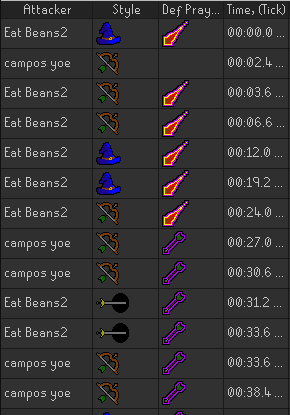 Attacker Style Def Pray... Time, (Tick)
Eat Beans2 00:00.0 ...
campos yoe 00:02.4 ...
Eat Beans2 00:03.6 ...
Eat Beans2 00:06.6 ...
Eat Beans2 00:12.0 ...
Eat Beans2 00:19.2 ...
Eat Beans2 00:24.0 ...
campos yoe 00:27.0 ...
campos yoe 00:30.6 ...
Eat Beans2 00:31.2 ...
Eat Beans2 00:33.6 ...
campos yoe 00:33.6 ...
campos yoe 00:38.4 ...